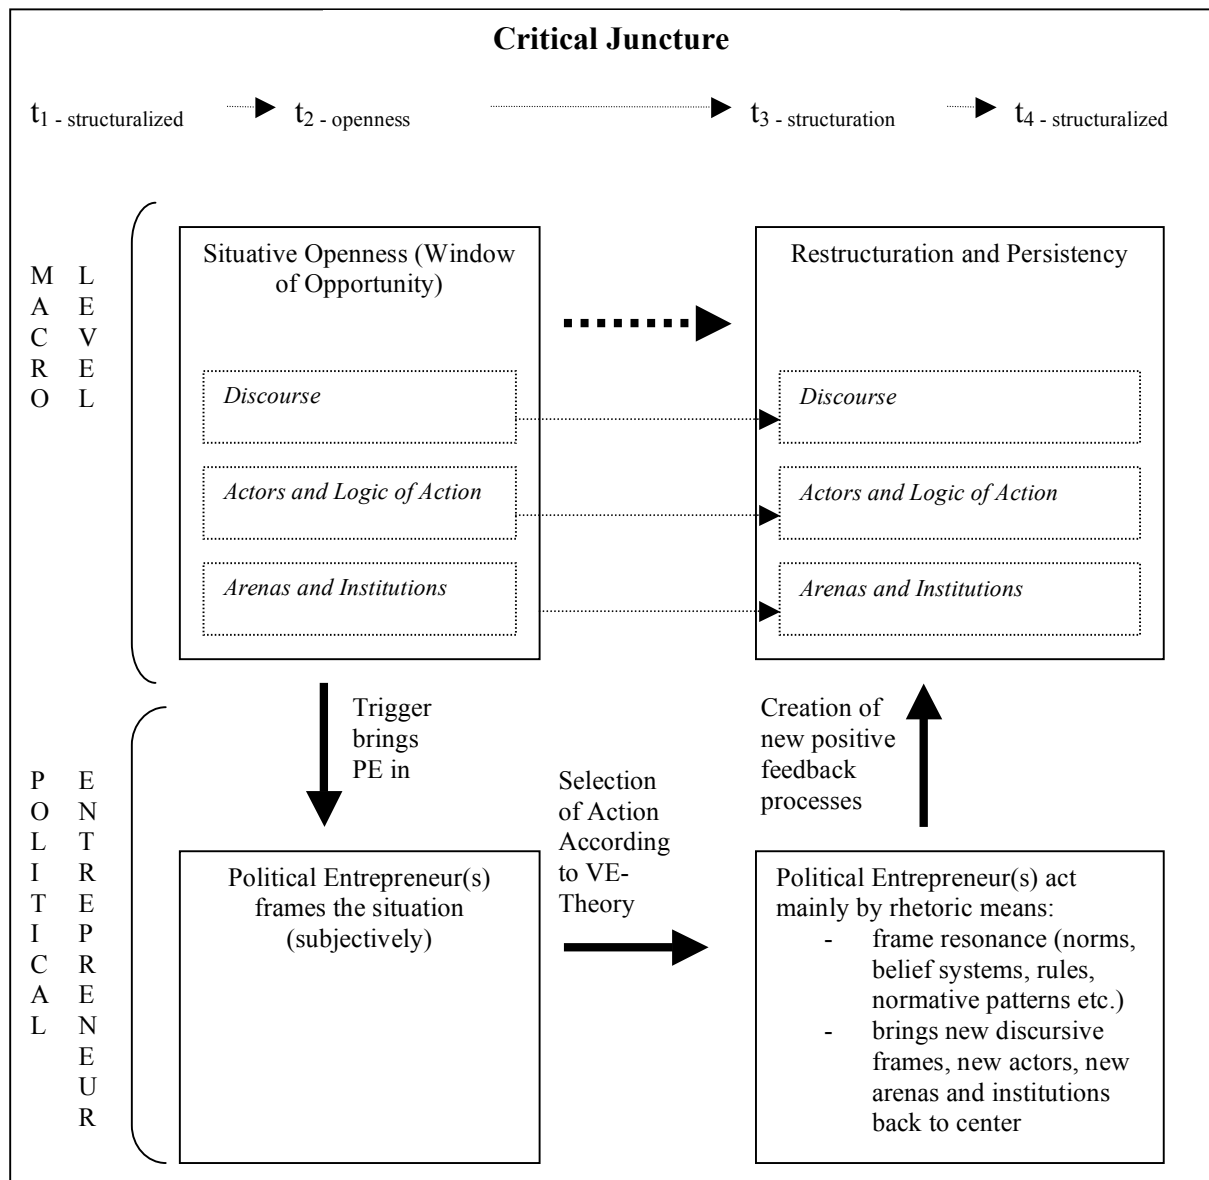 Critical Juncture
t1 - structuralized
t2 - openness
t3 - structuration
t4 - structuralized
MACRO
LEVEL
Situative Openness (Window
of Opportunity)
Discourse
Actors and Logic of Action
Arenas and Institutions
Restructuration and Persistency
Discourse
Actors and Logic of Action
Arenas and Institutions
Trigger
brings
PE in
Creation of
new positive
feedback
processes
POLITICAL
ENTREPRENEUR
Selection
of Action
According
to VE-
Theory
Political Entrepreneur(s)
frames the situation
(subjectively)
Political Entrepreneur(s) act
mainly by rhetoric means:
- frame resonance (norms,
belief systems, rules,
normative patterns etc.)
- brings new discursive
frames, new actors, new
arenas and institutions
back to center